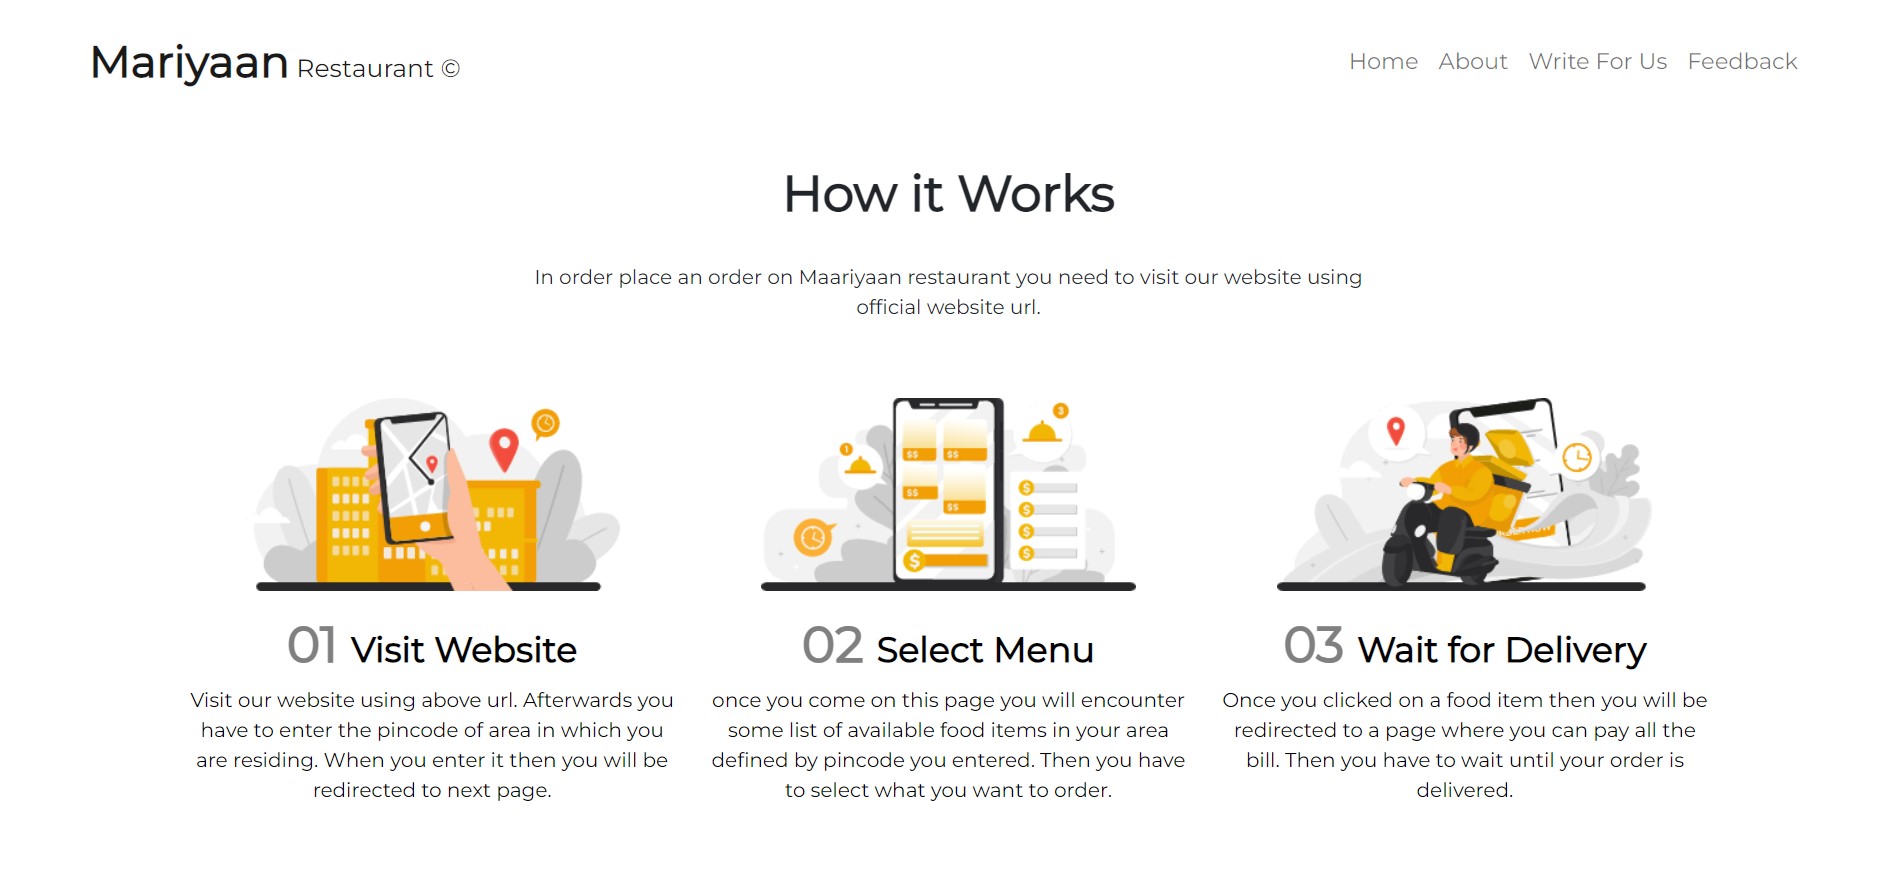 Mariyaan Restaurant ©
Home About Write For Us Feedback
How it Works
In order place an order on Maariyaan restaurant you need to visit our website using
official website url.
$$ $$
$$
$$
$
1
3
$
$
$
$
01 Visit Website
Visit our website using above url. Afterwards you
have to enter the pincode of area in which you
are residing. When you enter it then you will be
redirected to next page.
02 Select Menu
once you come on this page you will encounter
some list of available food items in your area
defined by pincode you entered. Then you have
to select what you want to order.
03 Wait for Delivery
Once you clicked on a food item then you will be
redirected to a page where you can pay all the
bill. Then you have to wait until your order is
delivered.